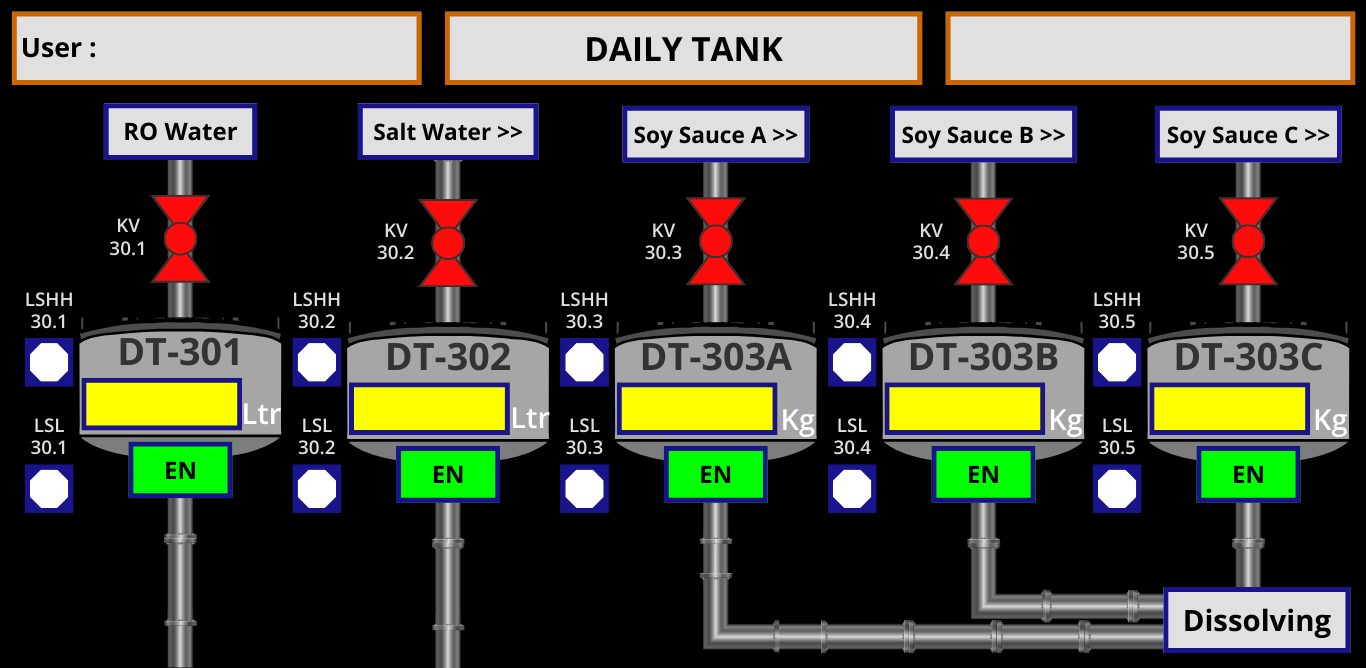 User :
DAILY TANK
RO Water
Salt Water >>
Soy Sauce A >>
Soy Sauce B >>
Soy Sauce C >>
KV
30.1
KV
30.2
KV
30.3
KV
30.4
KV
30.5
LSHH
30.1
LSHH
30.2
LSHH
30.3
LSHH
30.4
LSHH
30.5
DT-301
DT-302
DT-303A
DT-303B
DT-303C
Ltr
Ltr
Kg
Kg
Kg
LSL
30.1
LSL
30.2
LSL
30.3
LSL
30.4
LSL
30.5
EN
EN
EN
EN
EN
Dissolving